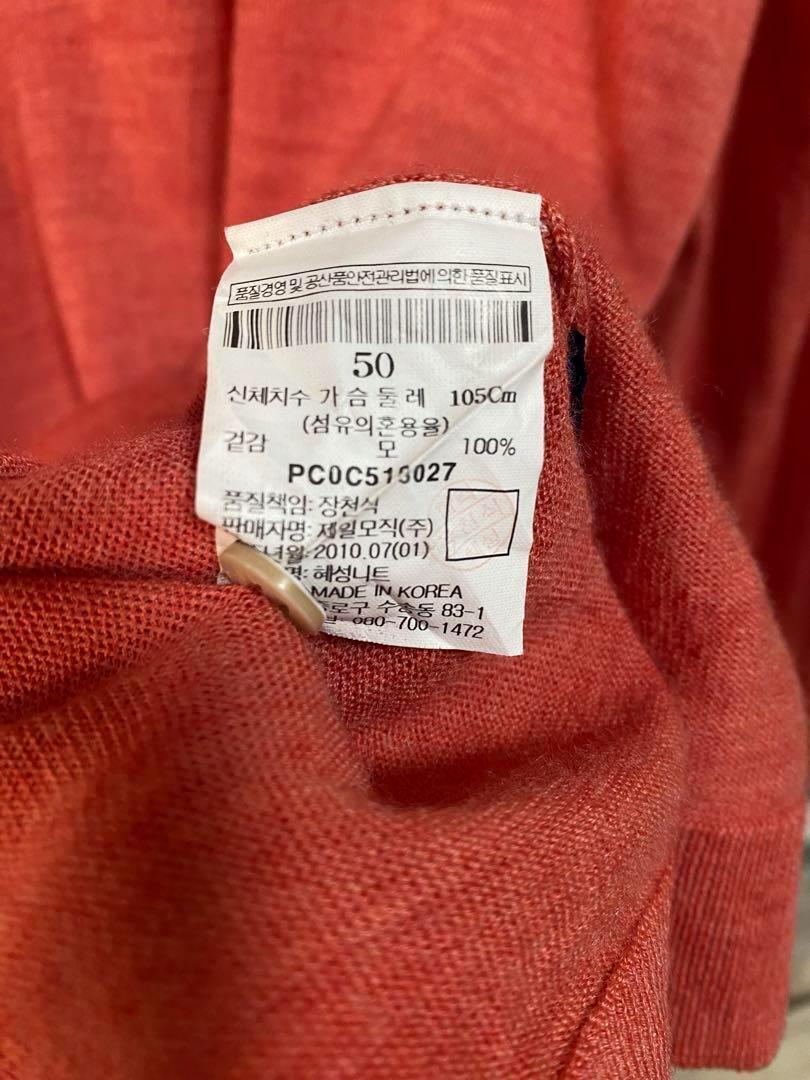 품질경영 및 공산품안전관리법에 의한 품질표시
50
신체치수 가 슴 둘 레 105Cm
(섬유의혼용율)
겉감 모 100%
품질책임: 장천식
판매자명: 제일모직(주)
2010.07(01)
혜성니트
MADE IN KOREA
수송동 83-1
080-700-1472